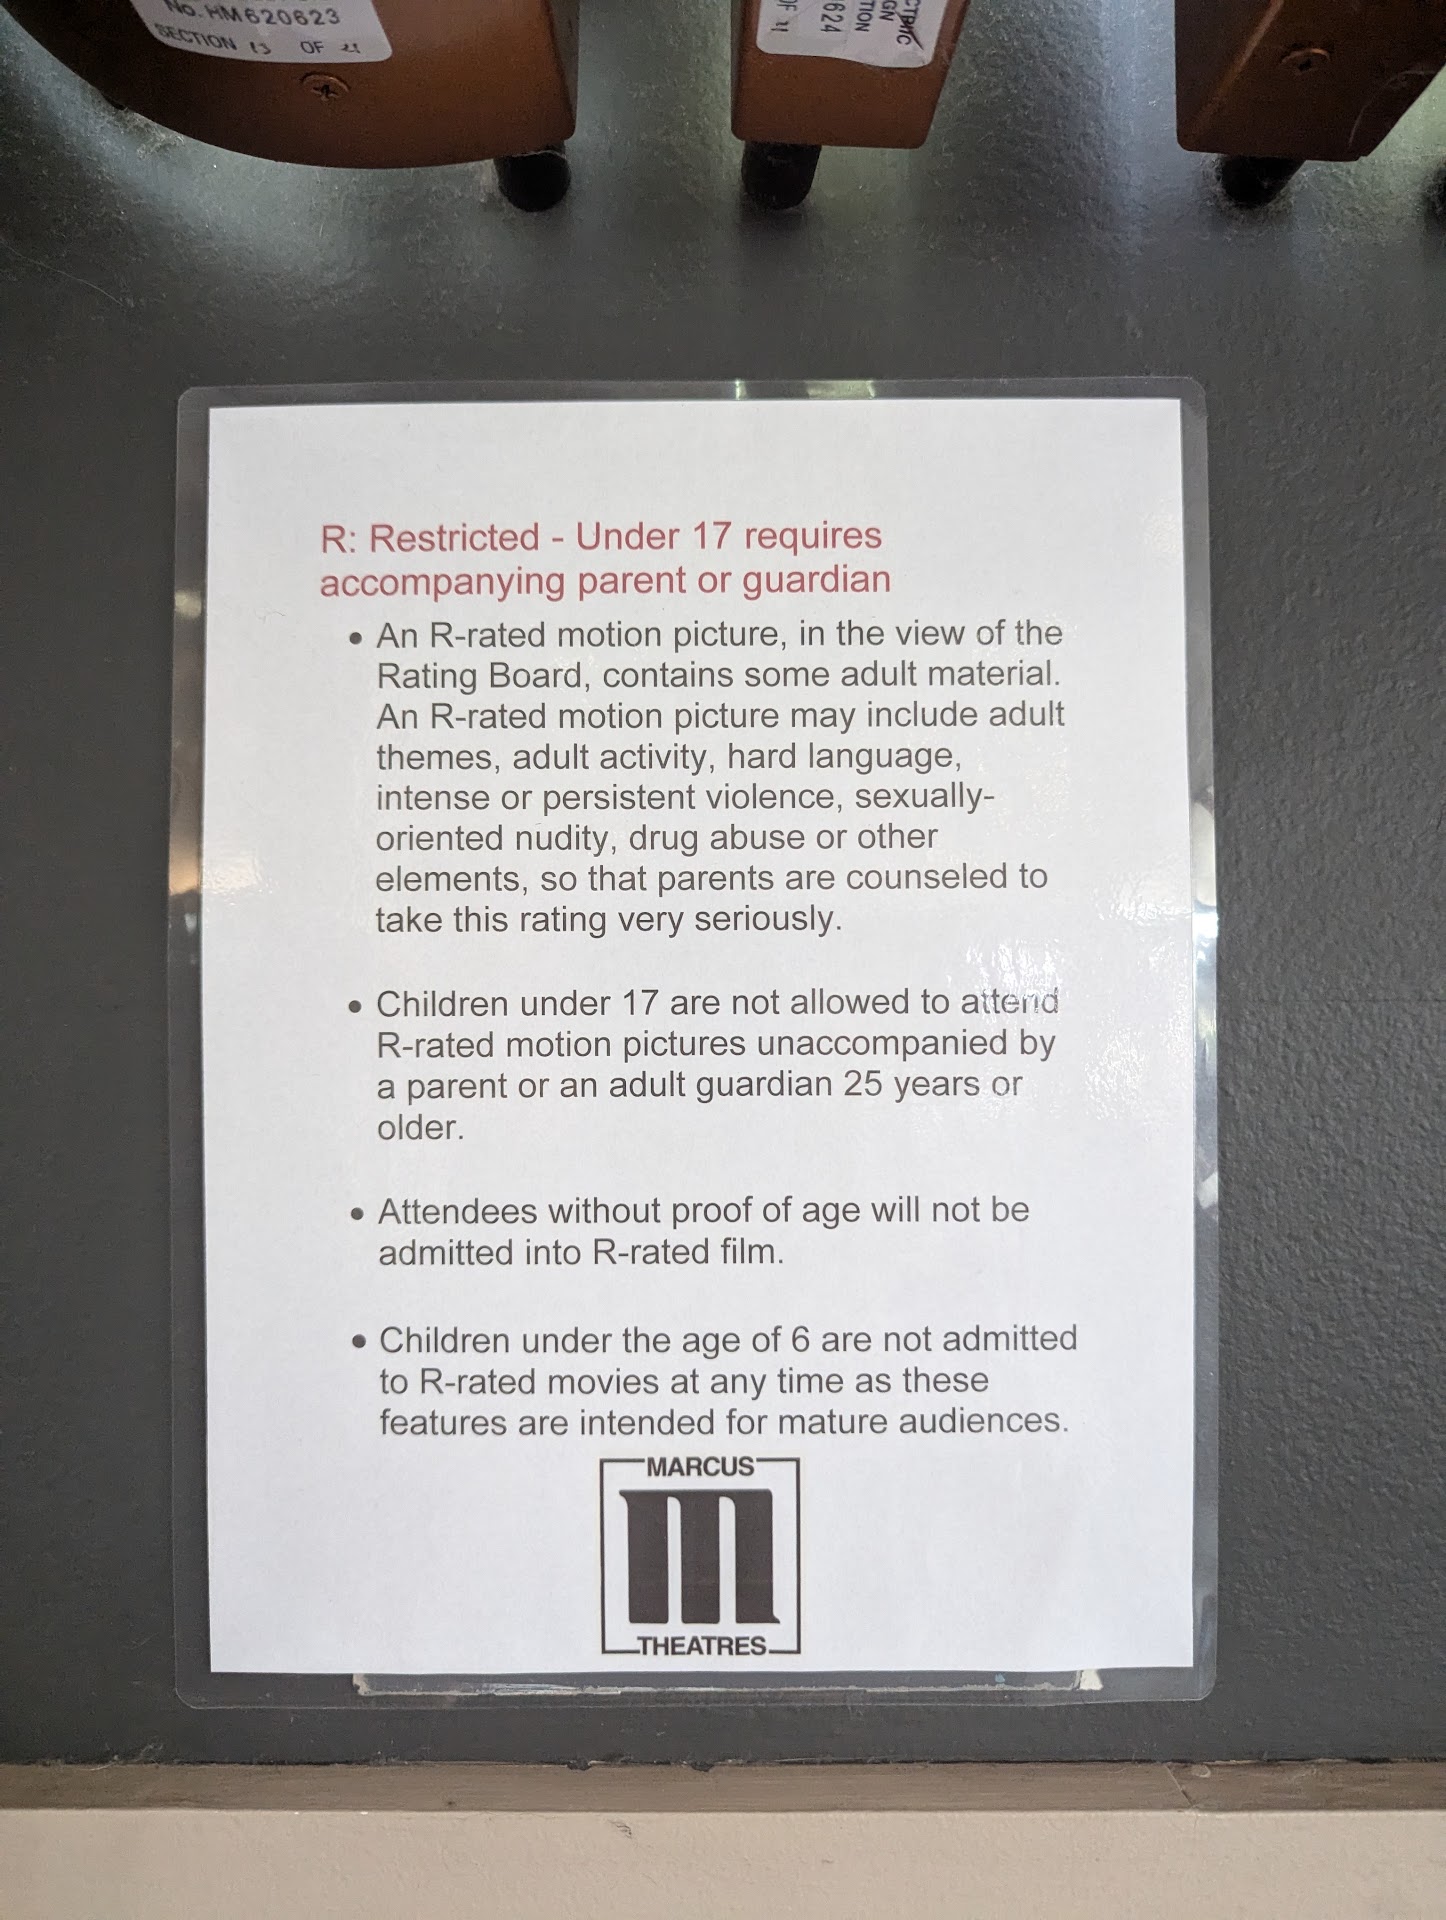 No. HM620623
SECTION 13 OF 21
OF 21
624
TION
GN
CTRIC
R: Restricted - Under 17 requires
accompanying parent or guardian
• An R-rated motion picture, in the view of the
Rating Board, contains some adult material.
An R-rated motion picture may include adult
themes, adult activity, hard language,
intense or persistent violence, sexually-
oriented nudity, drug abuse or other
elements, so that parents are counseled to
take this rating very seriously.
• Children under 17 are not allowed to attend
R-rated motion pictures unaccompanied by
a parent or an adult guardian 25 years or
older.
• Attendees without proof of age will not be
admitted into R-rated film.
• Children under the age of 6 are not admitted
to R-rated movies at any time as these
features are intended for mature audiences.
MARCUS
m
THEATRES